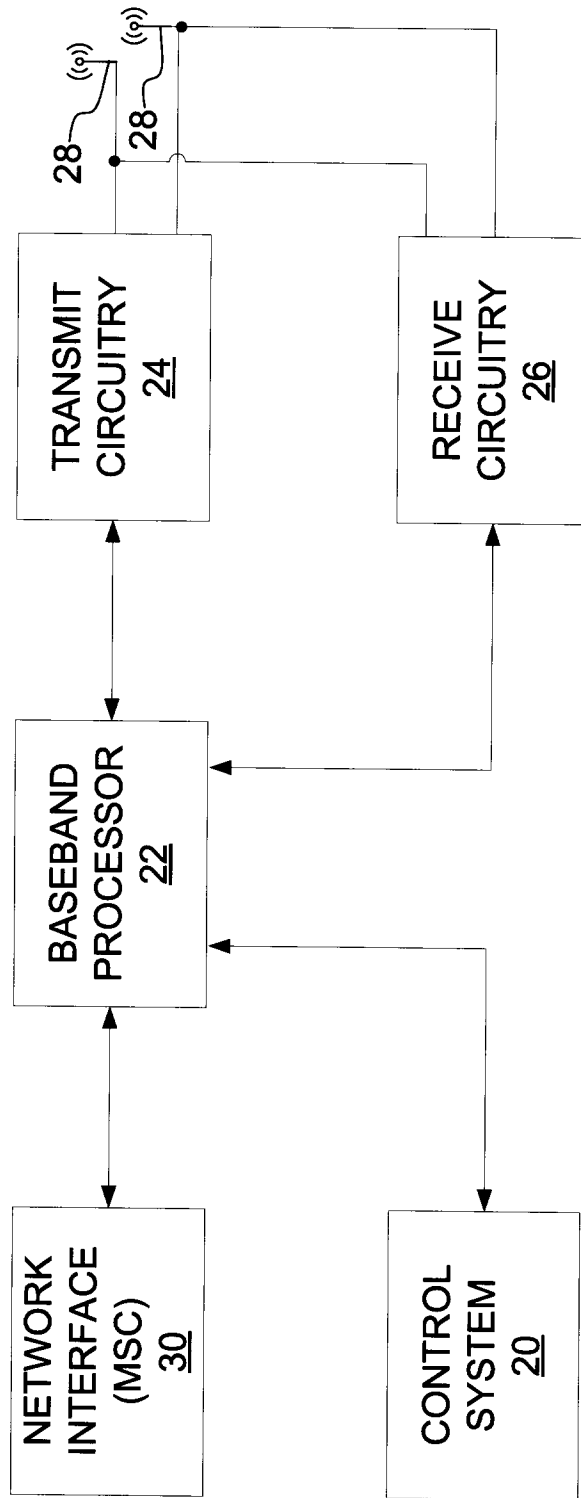 NETWORK
INTERFACE
(MSC)
30
BASEBAND
PROCESSOR
22
TRANSMIT
CIRCUITRY
24
28
28
CONTROL
SYSTEM
20
RECEIVE
CIRCUITRY
26